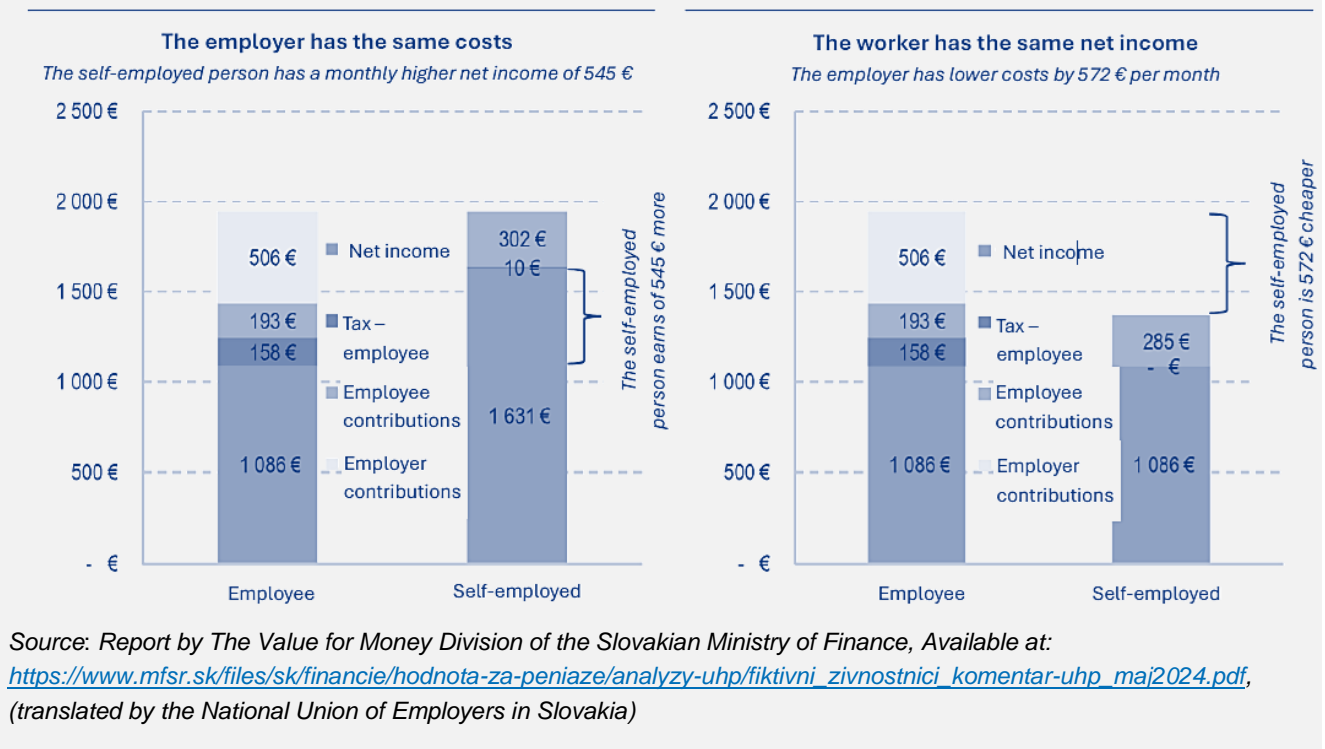 The employer has the same costs
The self-employed person has a monthly higher net income of 545 €
2 500 €
2 000 €
1 500 €
1 000 €
500 €
- €
506 €
193 €
158 €
1 086 €
Net income
Tax –
employee
Employee
contributions
Employer
contributions
302 €
10 €
1 631 €
The self-employed
person earns of 545 € more
Employee
Self-employed
The worker has the same net income
The employer has lower costs by 572 € per month
2 500 €
2 000 €
1 500 €
1 000 €
500 €
- €
506 €
193 €
158 €
1 086 €
Net income
Tax –
employee
Employee
contributions
Employer
contributions
285 €
- €
1 086 €
The self-employed
person is 572 € cheaper
Employee
Self-employed
Source: Report by The Value for Money Division of the Slovakian Ministry of Finance, Available at:
https://www.mfsr.sk/files/sk/financie/hodnota-za-peniaze/analyzy-uhp/fiktivni_zivnostnici_komentar-uhp_maj2024.pdf,
(translated by the National Union of Employers in Slovakia)